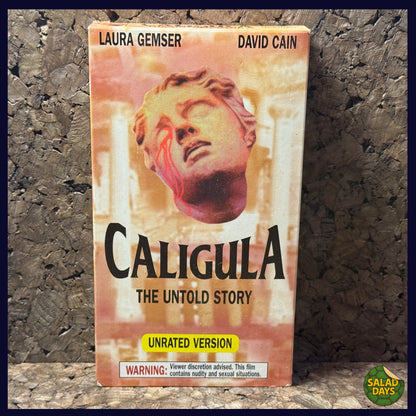 LAURA GEMSER DAVID CAIN
CALIGULA
THE UNTOLD STORY
UNRATED VERSION
WARNING: Viewer discretion advised. This film
contains nudity and sexual situations.
SALAD
DAYS